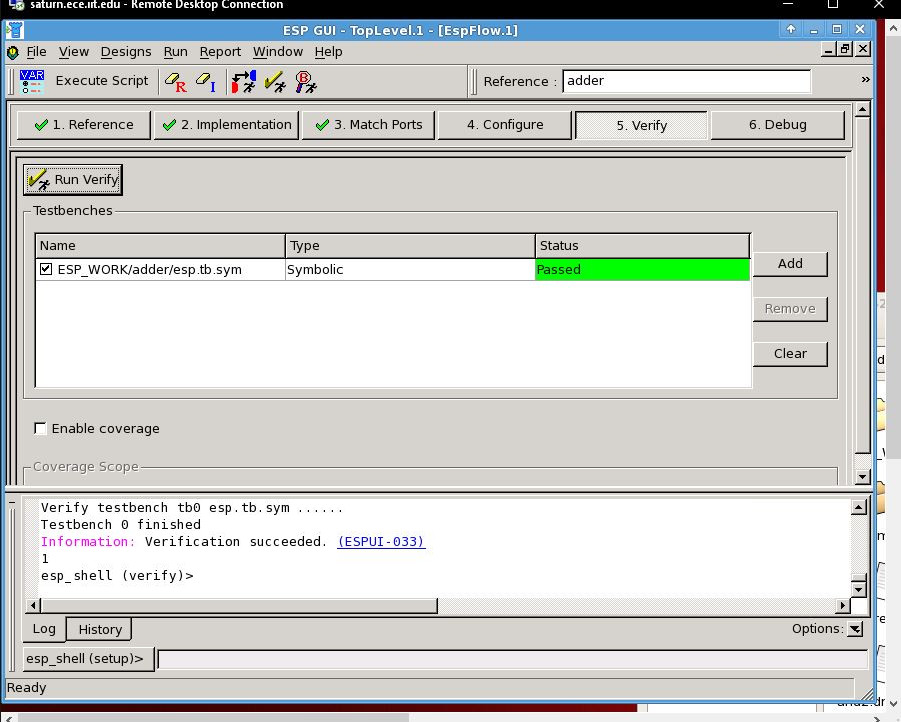 saturn.ece.iit.edu - Remote Desktop Connection
ESP GUI - TopLevel.1 - [EspFlow.1]
File View Designs Run Report Window Help
VAR Execute Script R I B Reference : adder »
1. Reference 2. Implementation 3. Match Ports 4. Configure 5. Verify 6. Debug
Run Verify
Testbenches
Name Type Status
ESP_WORK/adder/esp.tb.sym Symbolic Passed
Add
Remove
Clear
Enable coverage
Coverage Scope
Verify testbench tb0 esp.tb.sym ......
Testbench 0 finished
Information: Verification succeeded. (ESPUI-033)
1
esp_shell (verify)>
Log History Options:
esp_shell (setup)>
Ready